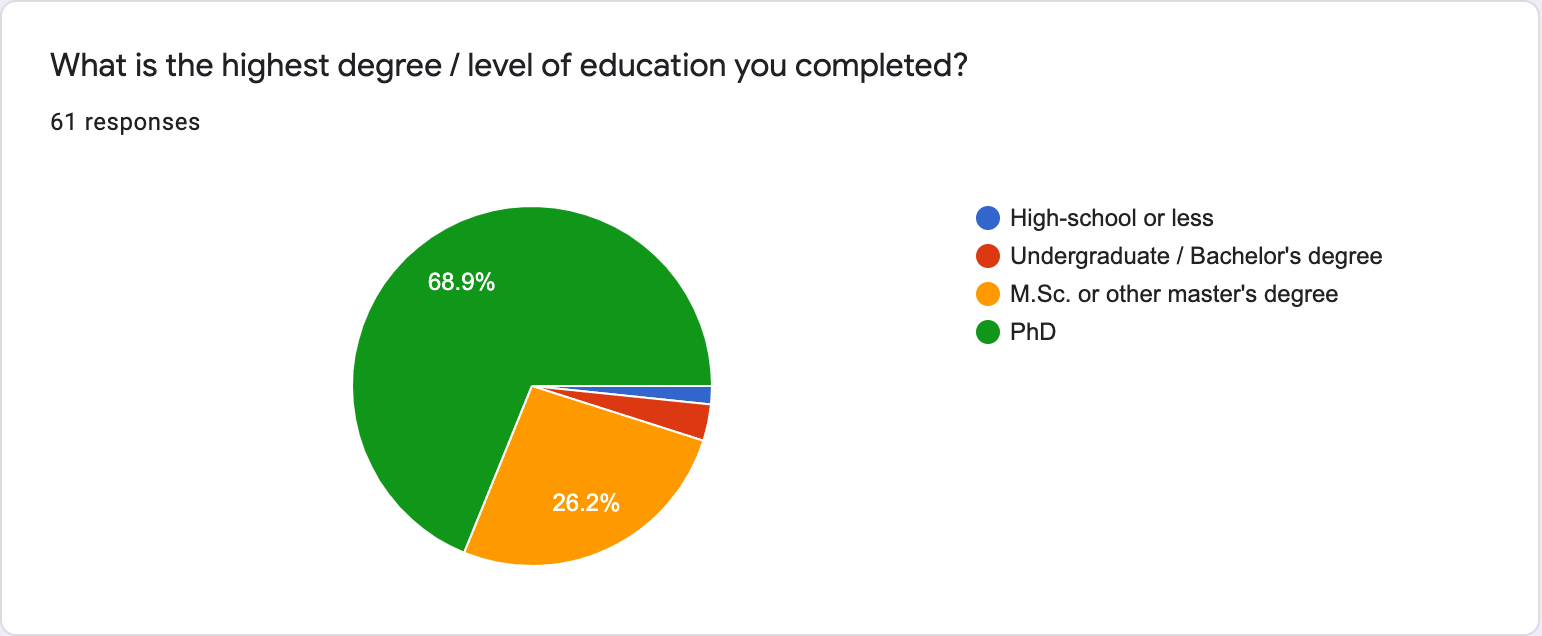 What is the highest degree / level of education you completed?
61 responses
High-school or less
Undergraduate / Bachelor's degree
M.Sc. or other master's degree
PhD
68.9%
26.2%